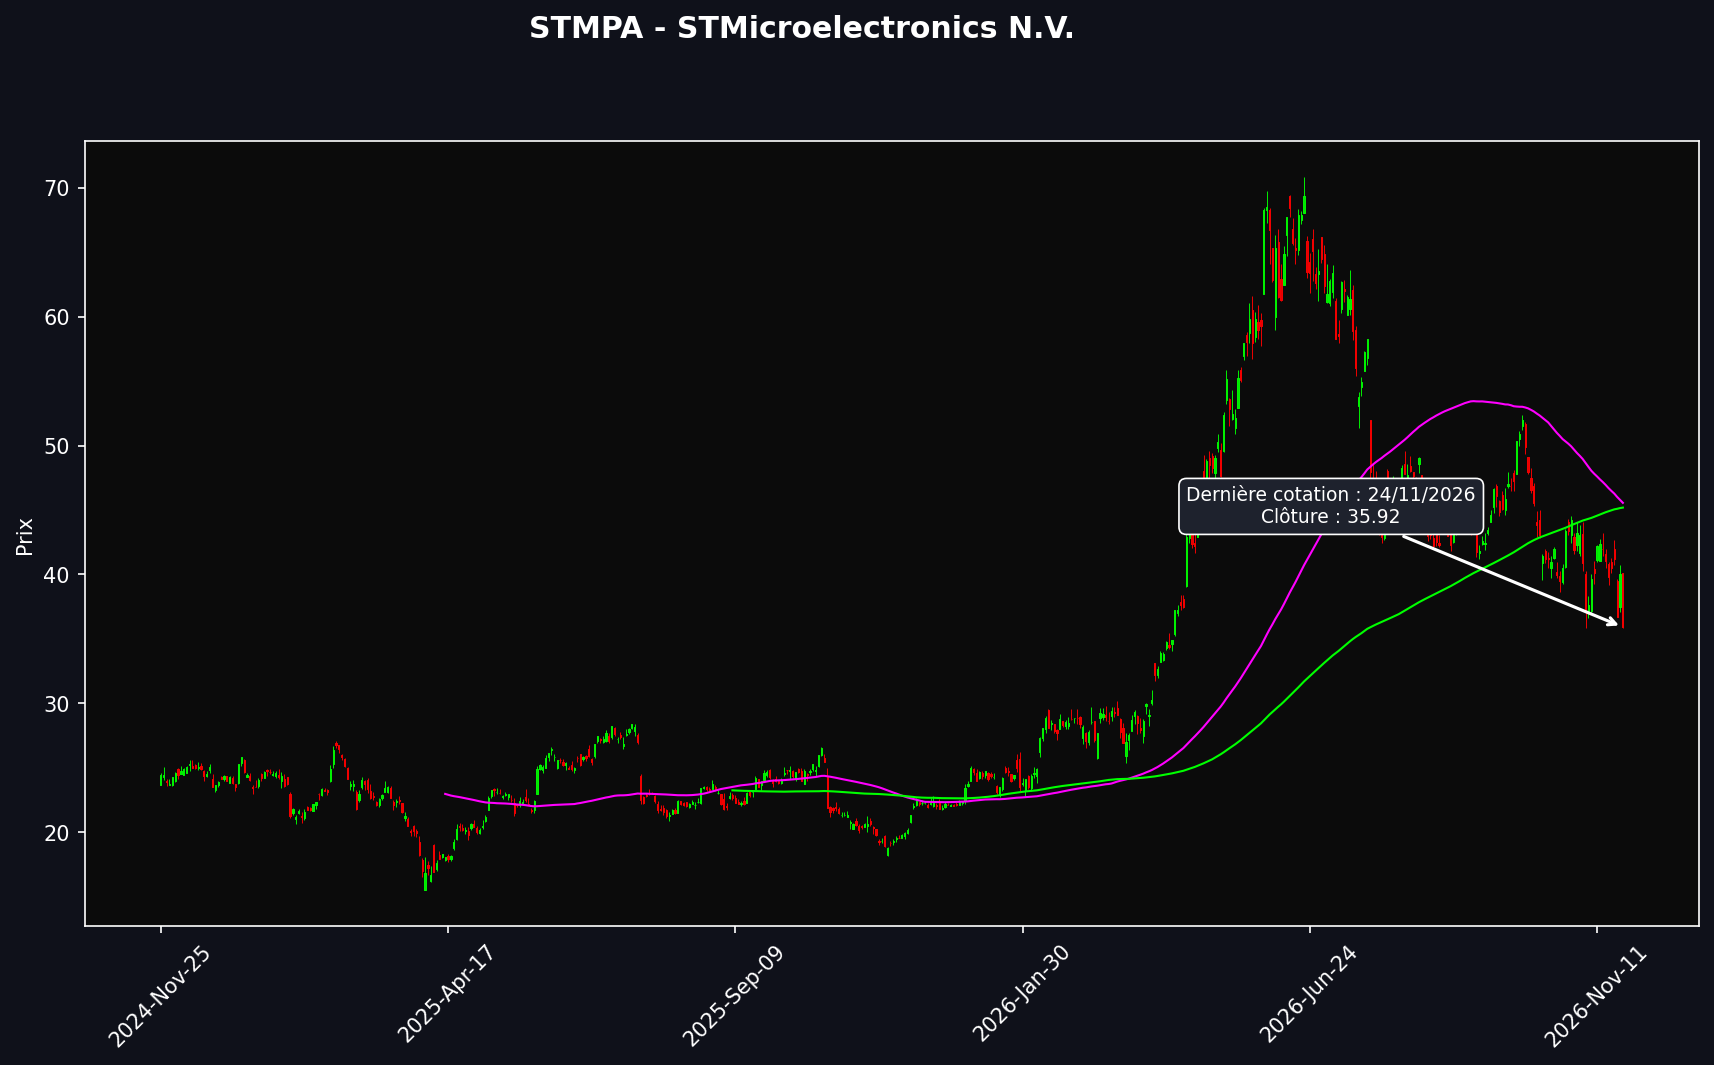 STMPA - STMicroelectronics N.V.
Prix
70
60
50
40
30
20
Dernière cotation : 24/11/2026
Clôture : 35.92
2024-Nov-25
2025-Apr-17
2025-Sep-09
2026-Jan-30
2026-Jun-24
2026-Nov-11